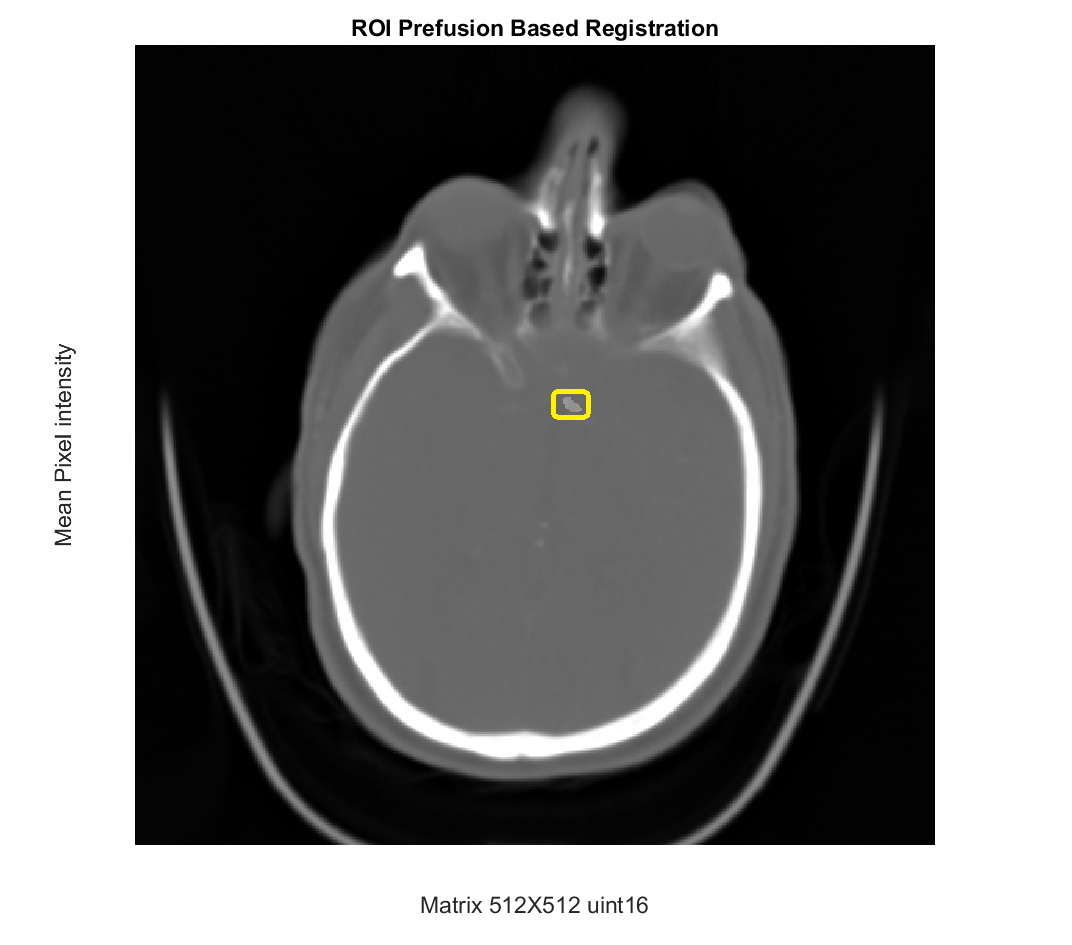 ROI Prefusion Based Registration
Mean Pixel intensity
Matrix 512X512 uint16